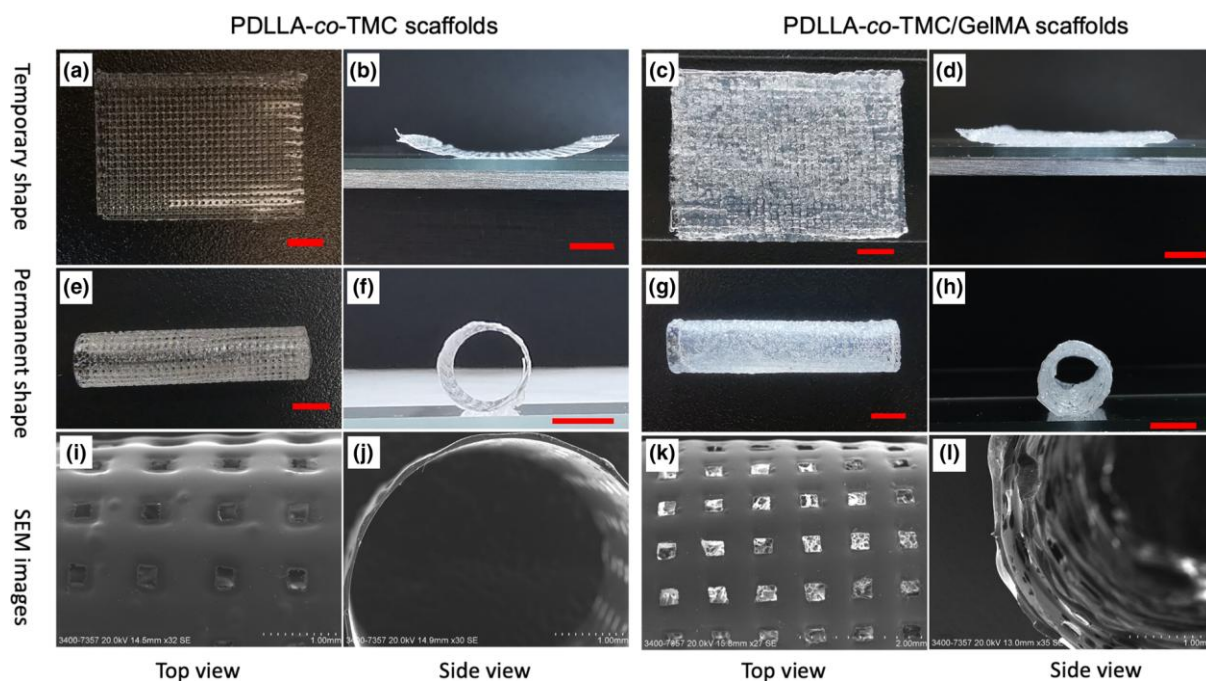 PDLLA-co-TMC scaffolds
PDLLA-co-TMC/GelMA scaffolds
Temporary shape
(a)
(b)
(c)
(d)
Permanent shape
(e)
(f)
(g)
(h)
SEM images
(i)
(j)
(k)
(l)
3400-7357 20.0kV 14.5mm x32 SE
1.00mm
3400-7357 20.0kV 14.9mm x30 SE
1.00mm
3400-7357 20.0kV 15.8mm x27 SE
2.00mm
3400-7357 20.0kV 13.0mm x35 SE
1.00mm
Top view
Side view
Top view
Side view